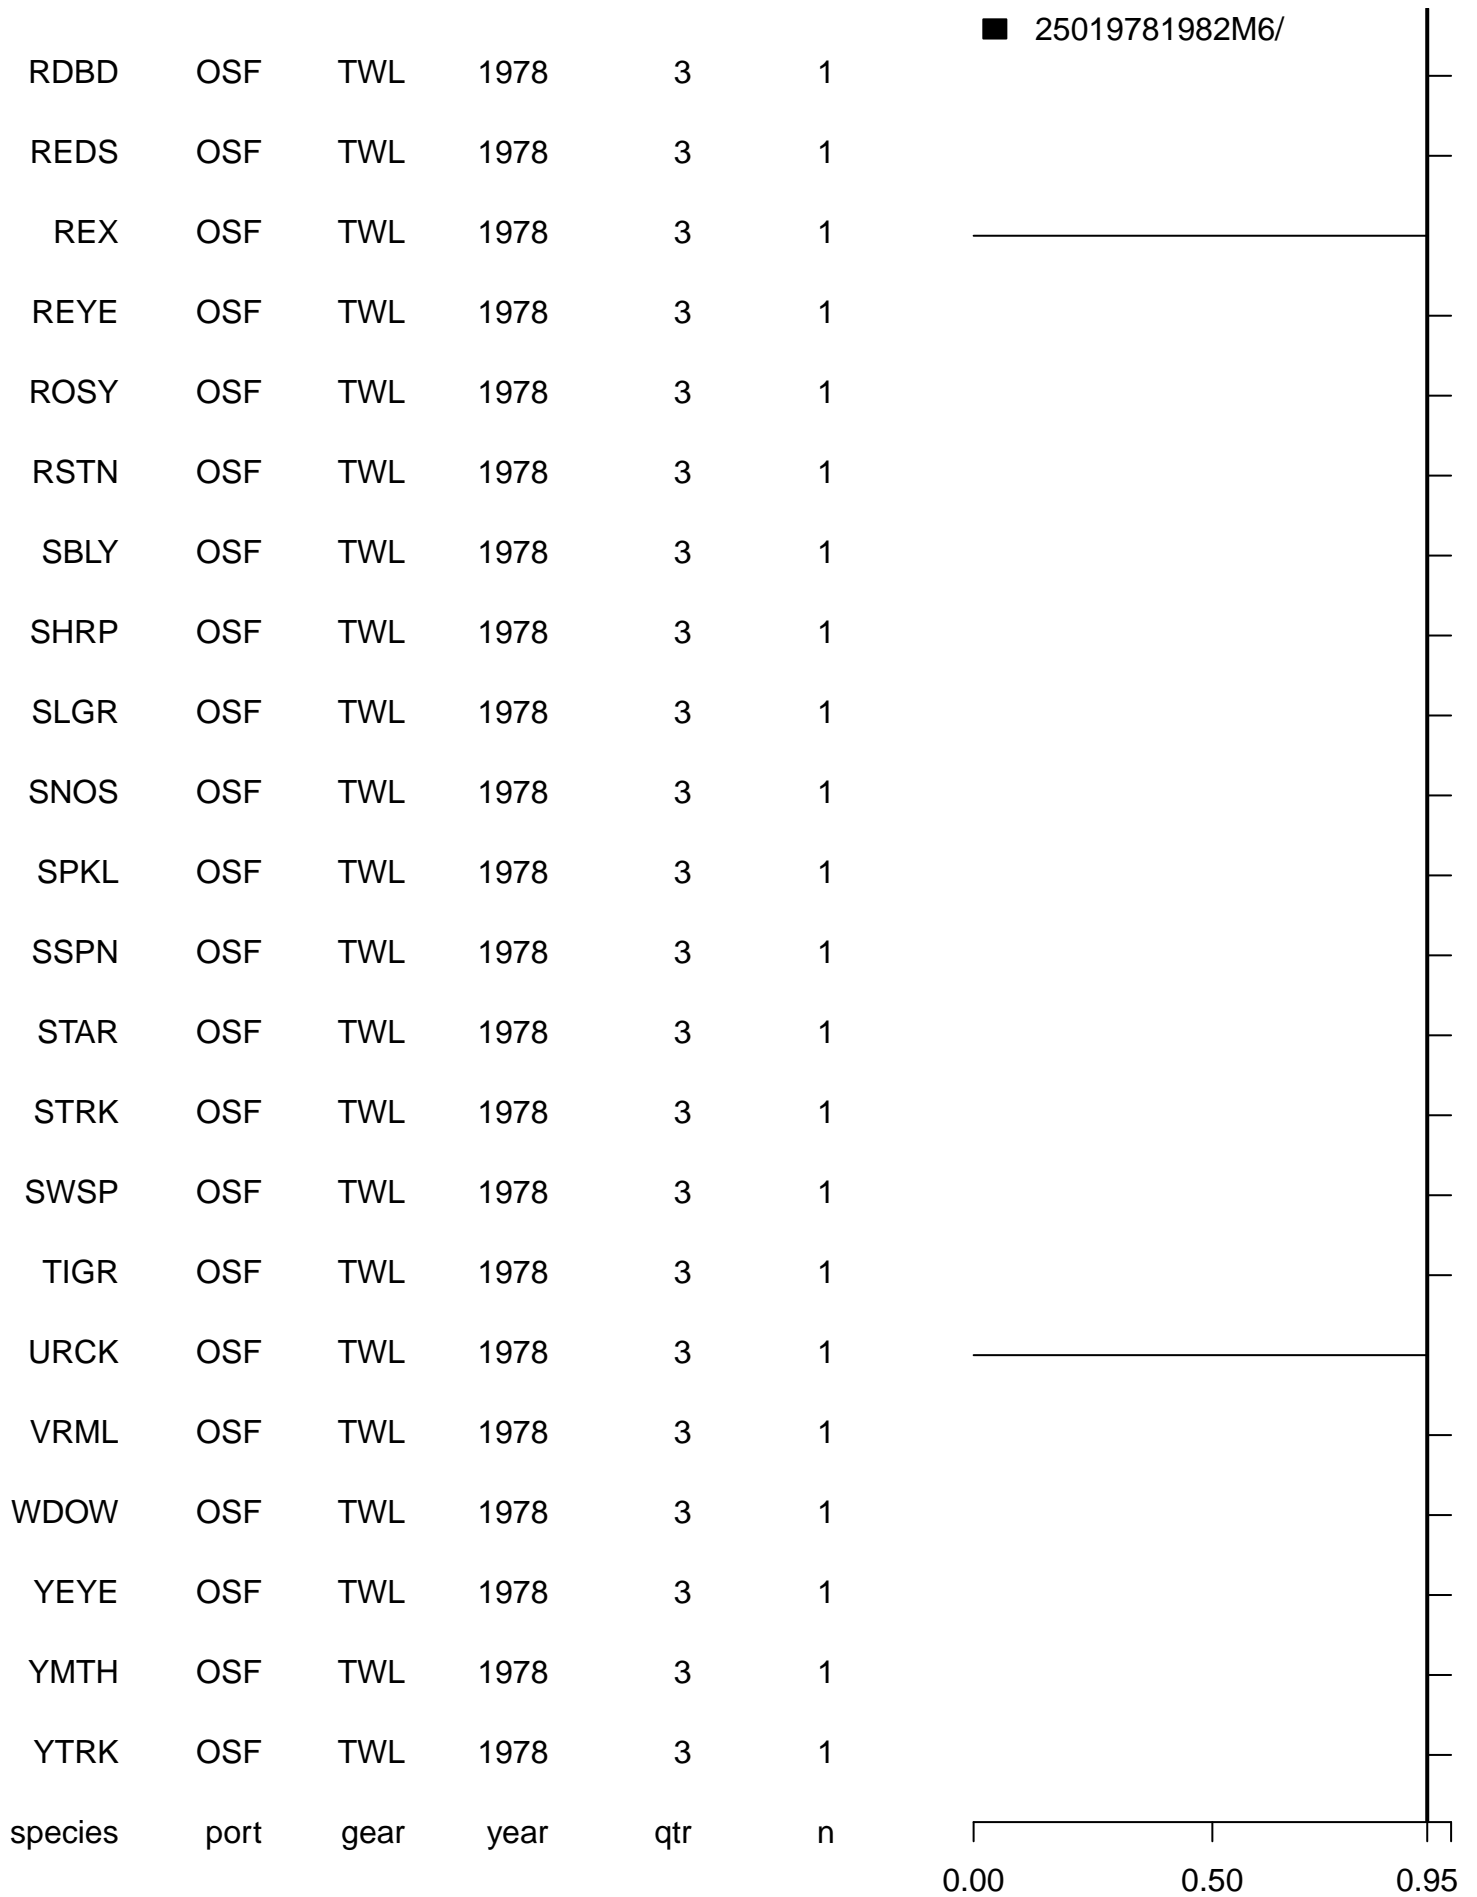 25019781982M6/
RDBD OSF TWL 1978 3 1
REDS OSF TWL 1978 3 1
REX OSF TWL 1978 3 1
REYE OSF TWL 1978 3 1
ROSY OSF TWL 1978 3 1
RSTN OSF TWL 1978 3 1
SBLY OSF TWL 1978 3 1
SHRP OSF TWL 1978 3 1
SLGR OSF TWL 1978 3 1
SNOS OSF TWL 1978 3 1
SPKL OSF TWL 1978 3 1
SSPN OSF TWL 1978 3 1
STAR OSF TWL 1978 3 1
STRK OSF TWL 1978 3 1
SWSP OSF TWL 1978 3 1
TIGR OSF TWL 1978 3 1
URCK OSF TWL 1978 3 1
VRML OSF TWL 1978 3 1
WDOW OSF TWL 1978 3 1
YEYE OSF TWL 1978 3 1
YMTH OSF TWL 1978 3 1
YTRK OSF TWL 1978 3 1
species port gear year qtr n
0.00 0.50 0.95